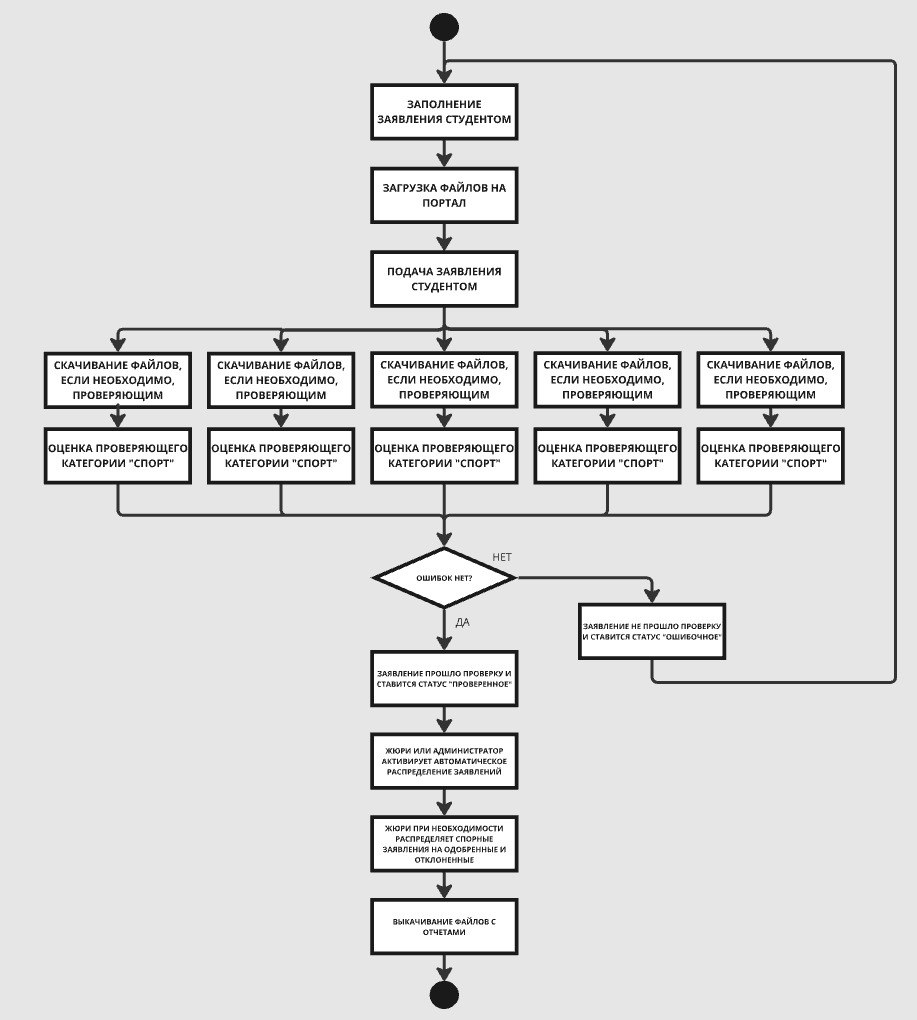 ЗАПОЛНЕНИЕ
ЗАЯВЛЕНИЯ СТУДЕНТОМ
ЗАГРУЗКА ФАЙЛОВ НА
ПОРТАЛ
ПОДАЧА ЗАЯВЛЕНИЯ
СТУДЕНТОМ
СКАЧИВАНИЕ ФАЙЛОВ,
ЕСЛИ НЕОБХОДИМО,
ПРОВЕРЯЮЩИМ
СКАЧИВАНИЕ ФАЙЛОВ,
ЕСЛИ НЕОБХОДИМО,
ПРОВЕРЯЮЩИМ
СКАЧИВАНИЕ ФАЙЛОВ,
ЕСЛИ НЕОБХОДИМО,
ПРОВЕРЯЮЩИМ
СКАЧИВАНИЕ ФАЙЛОВ,
ЕСЛИ НЕОБХОДИМО,
ПРОВЕРЯЮЩИМ
СКАЧИВАНИЕ ФАЙЛОВ,
ЕСЛИ НЕОБХОДИМО,
ПРОВЕРЯЮЩИМ
ОЦЕНКА ПРОВЕРЯЮЩЕГО
КАТЕГОРИИ "СПОРТ"
ОЦЕНКА ПРОВЕРЯЮЩЕГО
КАТЕГОРИИ "СПОРТ"
ОЦЕНКА ПРОВЕРЯЮЩЕГО
КАТЕГОРИИ "СПОРТ"
ОЦЕНКА ПРОВЕРЯЮЩЕГО
КАТЕГОРИИ "СПОРТ"
ОЦЕНКА ПРОВЕРЯЮЩЕГО
КАТЕГОРИИ "СПОРТ"
НЕТ
ОШИБОК НЕТ?
ДА
ЗАЯВЛЕНИЕ НЕ ПРОШЛО ПРОВЕРКУ
И СТАВИТСЯ СТАТУС "ОШИБОЧНОЕ"
ЗАЯВЛЕНИЕ ПРОШЛО ПРОВЕРКУ И
СТАВИТСЯ СТАТУС "ПРОВЕРЕННОЕ"
ЖЮРИ ИЛИ АДМИНИСТРАТОР
АКТИВИРУЕТ АВТОМАТИЧЕСКОЕ
РАСПРЕДЕЛЕНИЕ ЗАЯВЛЕНИЙ
ЖЮРИ ПРИ НЕОБХОДИМОСТИ
РАСПРЕДЕЛЯЕТ СПОРНЫЕ
ЗАЯВЛЕНИЯ НА ОДОБРЕННЫЕ И
ОТКЛОНЕННЫЕ
ВЫКАЧИВАНИЕ ФАЙЛОВ С
ОТЧЕТАМИ